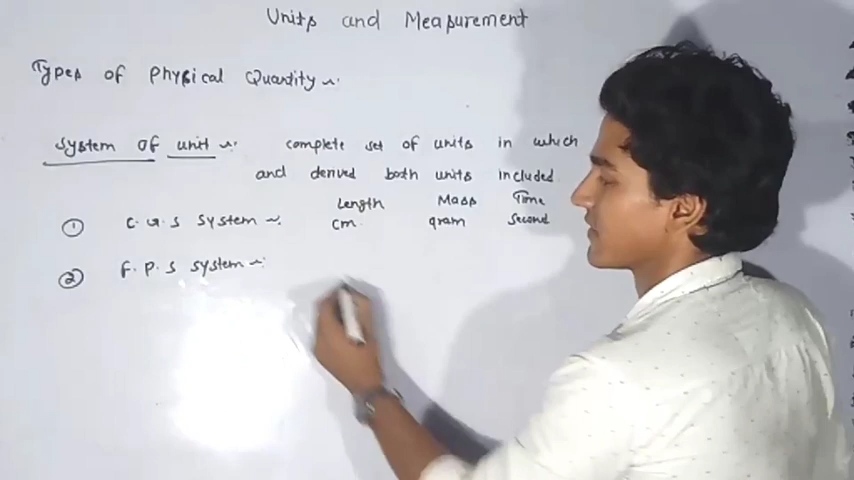 Units and Measurement
Types of Physical Quantity :
System of unit : complete set of units in which
and derived both units included
Length Mass Time
① C.G.S System : cm. gram Second
② F.P.S System :